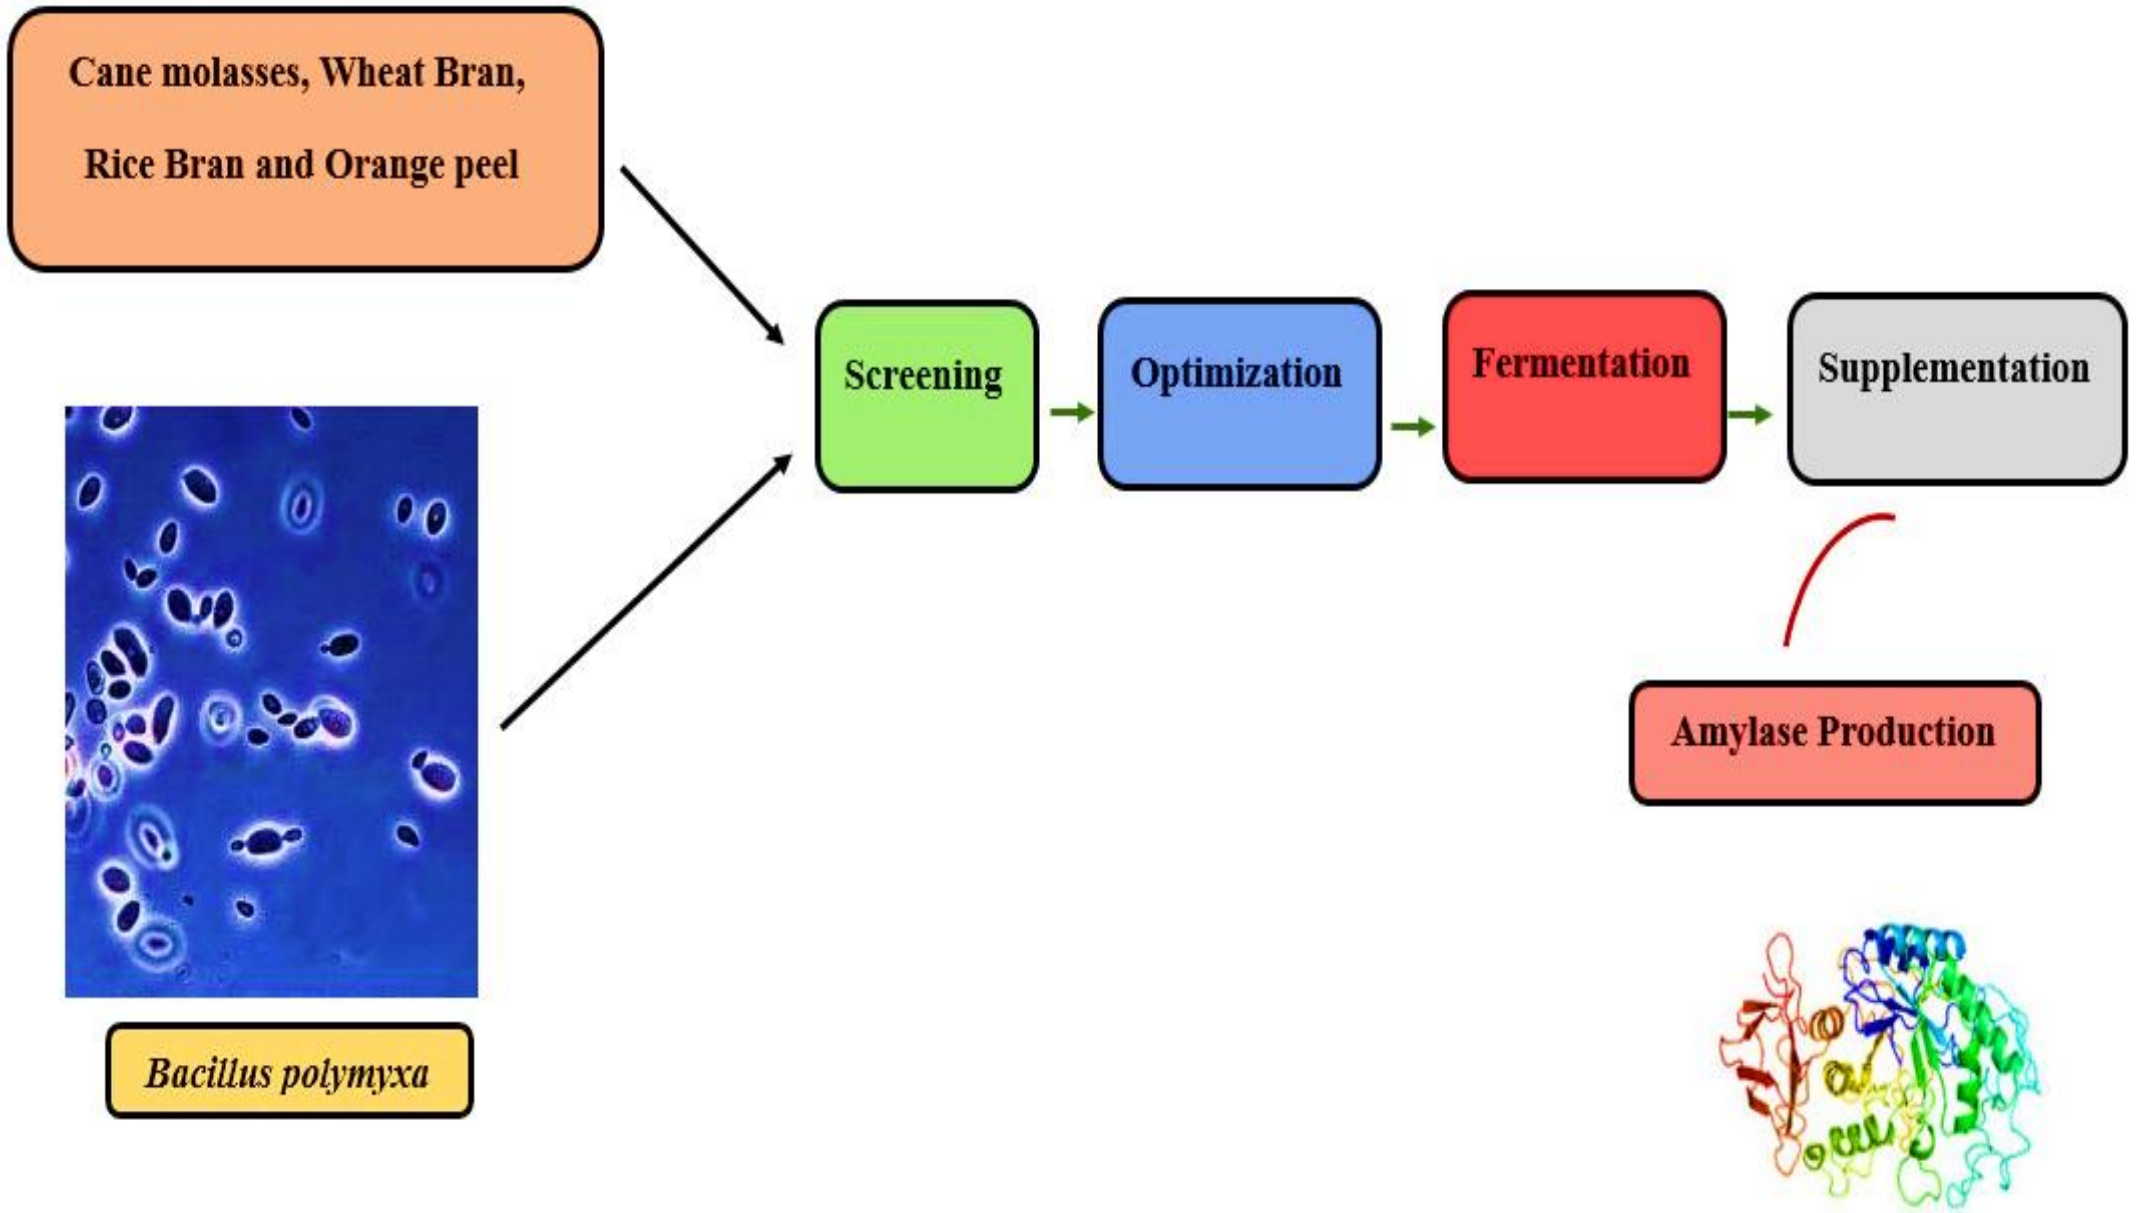 Cane molasses, Wheat Bran,
Rice Bran and Orange peel
Screening
Optimization
Fermentation
Supplementation
Amylase Production
Bacillus polymyxa